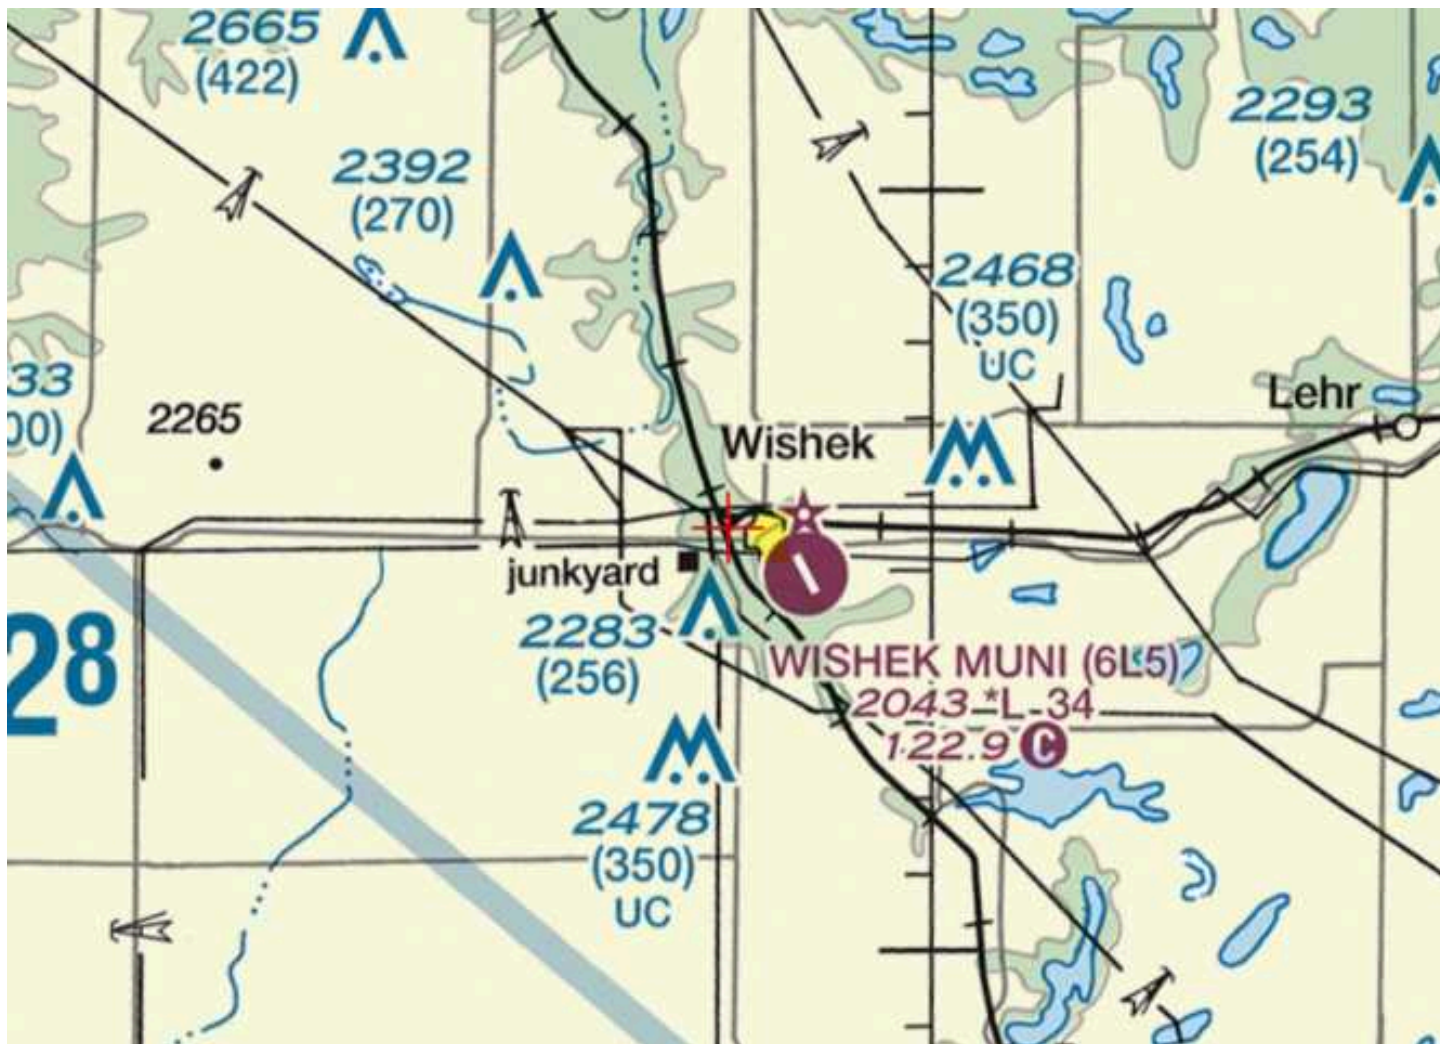 2665
(422)
2293
(254)
2392
(270)
2468
(350)
UC
33
00)
2265
Lehr
Wishek
junkyard
2283
(256)
28
WISHEK MUNI (6L5)
2043 *L 34
122.9 C
2478
(350)
UC